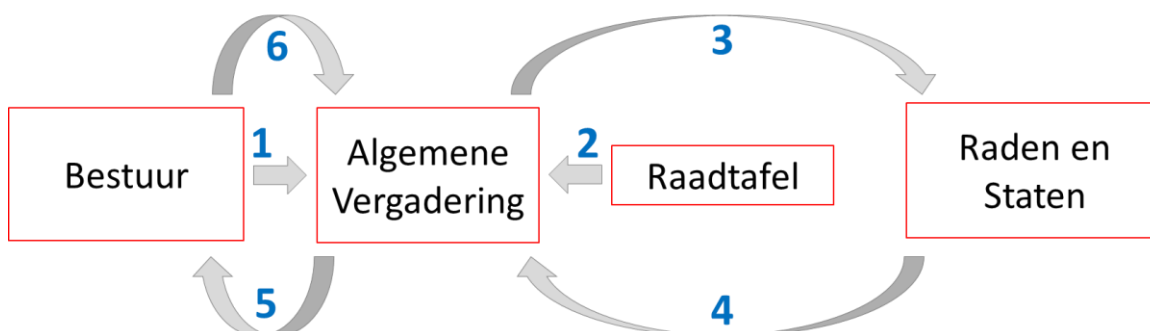 6
3
1
2
Bestuur
Algemene
Vergadering
Raadtafel
Raden en
Staten
5
4